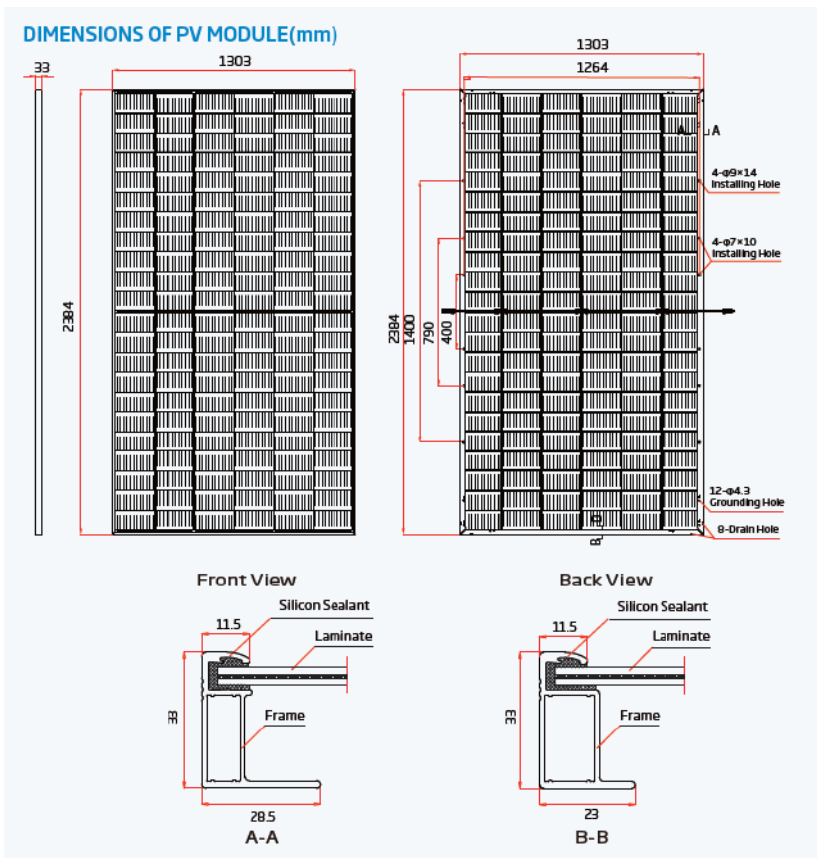 DIMENSIONS OF PV MODULE(mm)
33
1303
2384
1303
1264
A
A
4-φ9×14
Installing Hole
4-φ7×10
Installing Hole
2384
1400
790
400
12-φ4.3
Grounding Hole
8-Drain Hole
B
B
Front View
Back View
Silicon Sealant
11.5
Laminate
33
Frame
28.5
A-A
Silicon Sealant
11.5
Laminate
33
Frame
23
B-B